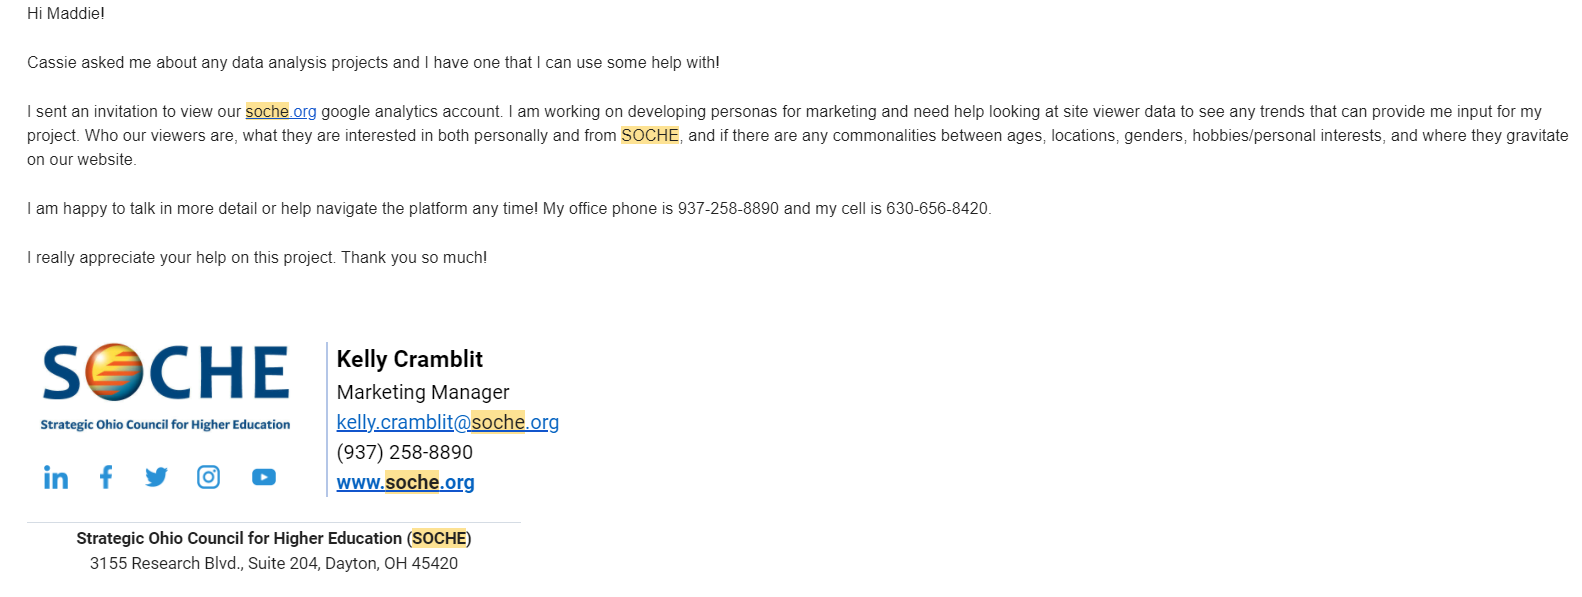 Hi Maddie!
Cassie asked me about any data analysis projects and I have one that I can use some help with!
I sent an invitation to view our soche.org google analytics account. I am working on developing personas for marketing and need help looking at site viewer data to see any trends that can provide me input for my
project. Who our viewers are, what they are interested in both personally and from SOCHE, and if there are any commonalities between ages, locations, genders, hobbies/personal interests, and where they gravitate
on our website.
I am happy to talk in more detail or help navigate the platform any time! My office phone is 937-258-8890 and my cell is 630-656-8420.
I really appreciate your help on this project. Thank you so much!
SOCHE
Strategic Ohio Council for Higher Education
Kelly Cramblit
Marketing Manager
kelly.cramblit@soche.org
(937) 258-8890
www.soche.org
Strategic Ohio Council for Higher Education (SOCHE)
3155 Research Blvd., Suite 204, Dayton, OH 45420